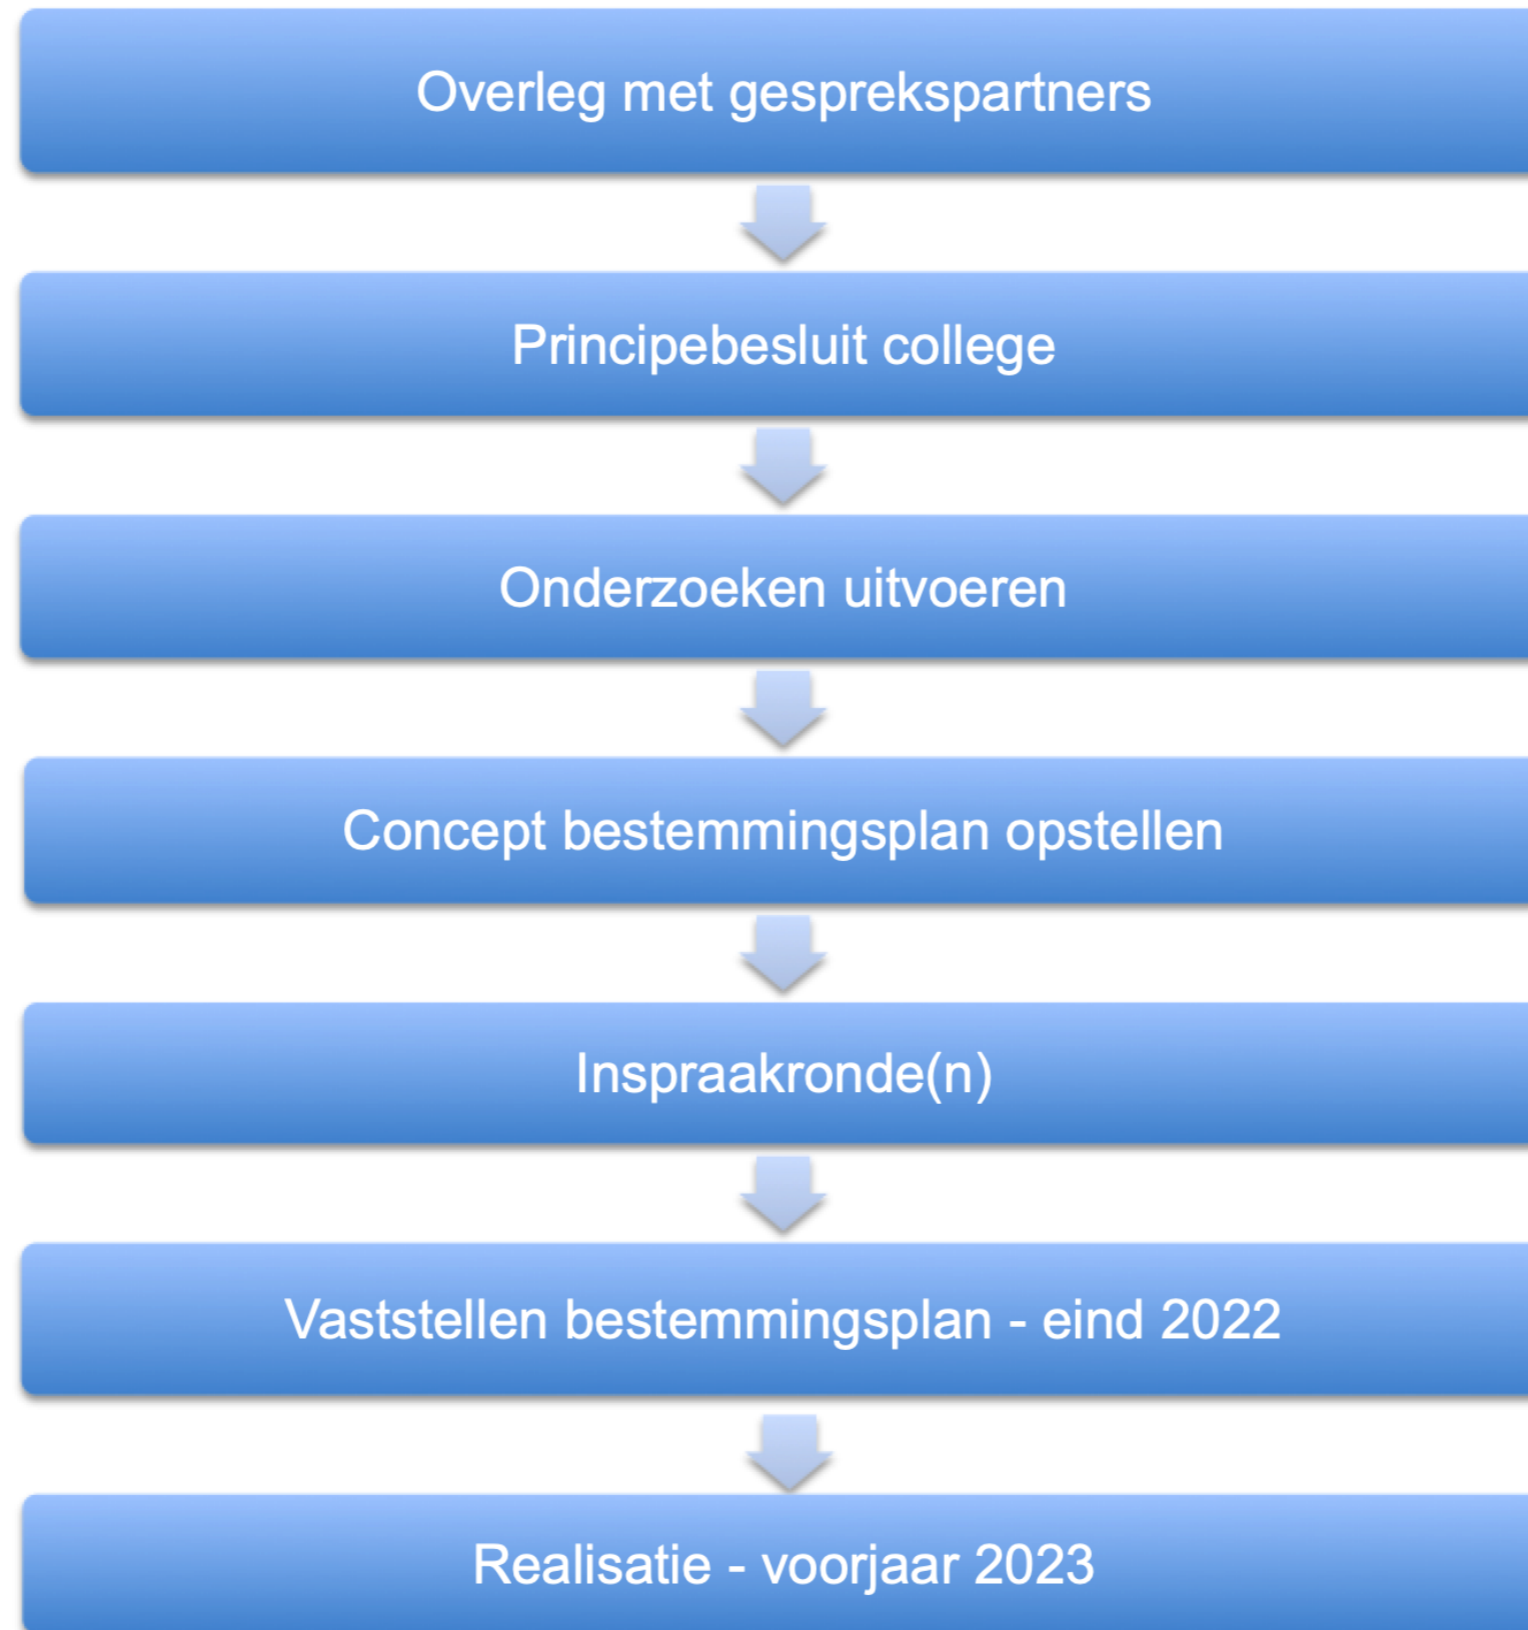 Overleg met gesprekspartners
Principebesluit college
Onderzoeken uitvoeren
Concept bestemmingsplan opstellen
Inspraakronde(n)
Vaststellen bestemmingsplan - eind 2022
Realisatie - voorjaar 2023